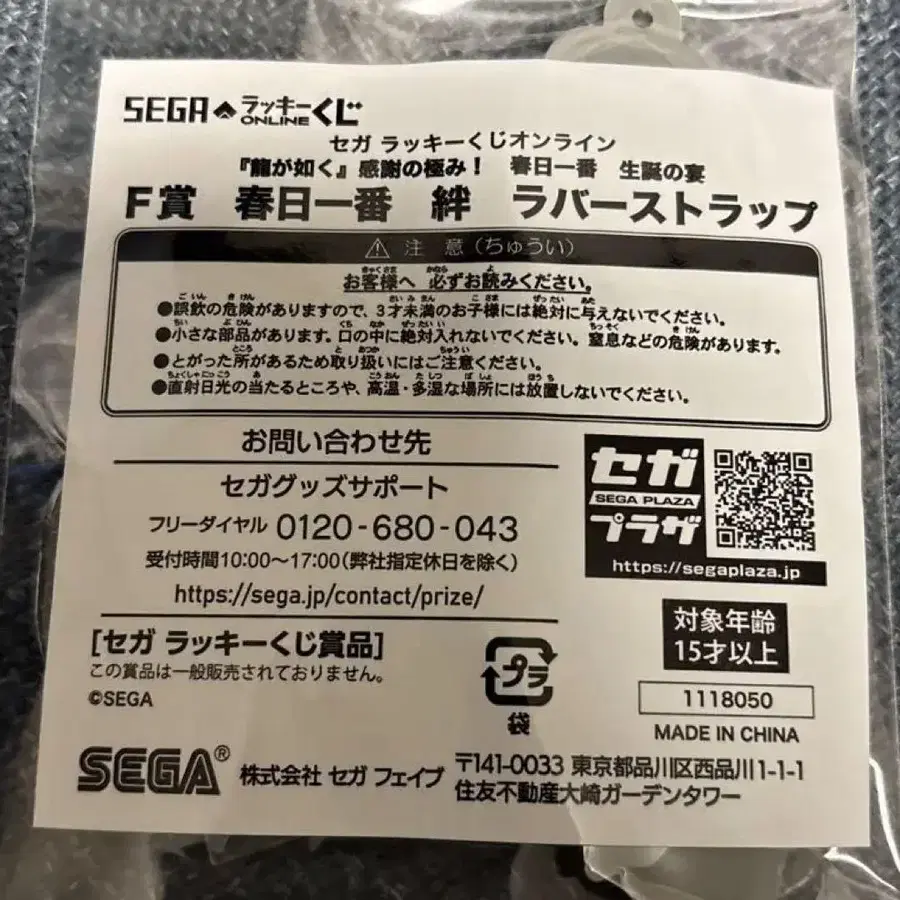 SEGA ラッキーくじ ONLINE
セガ ラッキーくじオンライン
『龍が如く』感謝の極み！ 春日一番 生誕の宴
F賞 春日一番 絆 ラバーストラップ
⚠ 注 意（ちゅうい）
お客様へ 必ずお読みください。
●誤飲の危険がありますので、3才未満のお子様には絶対に与えないでください。
●小さな部品があります。口の中に絶対入れないでください。窒息などの危険があります。
●とがった所があるため取り扱いにはご注意ください。
●直射日光の当たるところや、高温・多湿な場所には放置しないでください。
お問い合わせ先
セガグッズサポート
フリーダイヤル 0120-680-043
受付時間10:00～17:00（弊社指定休日を除く）
https://sega.jp/contact/prize/
セガ
SEGA PLAZA
プラザ
https://segaplaza.jp
[セガ ラッキーくじ賞品]
この賞品は一般販売されておりません。
©SEGA
プラ
袋
対象年齢
15才以上
1118050
MADE IN CHINA
SEGA® 株式会社 セガ フェイブ
〒141-0033 東京都品川区西品川1-1-1
住友不動産大崎ガーデンタワー